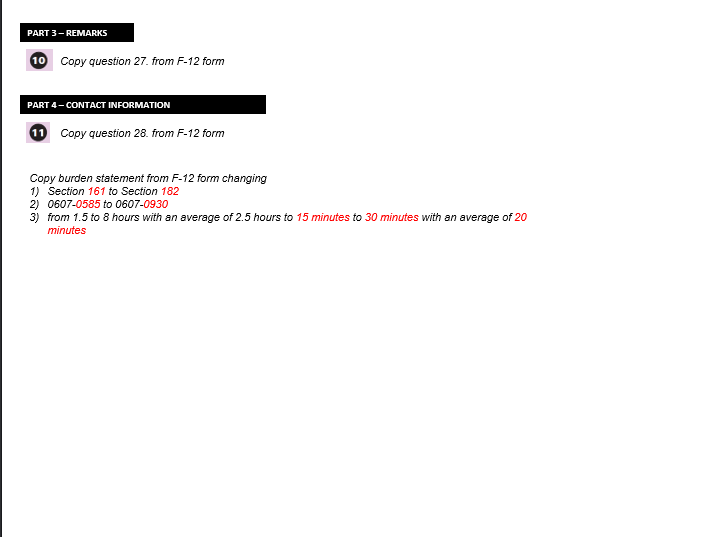 PART 3 – REMARKS
10 Copy question 27. from F-12 form
PART 4 – CONTACT INFORMATION
11 Copy question 28. from F-12 form
Copy burden statement from F-12 form changing
1) Section 161 to Section 182
2) 0607-0585 to 0607-0930
3) from 1.5 to 8 hours with an average of 2.5 hours to 15 minutes to 30 minutes with an average of 20
minutes